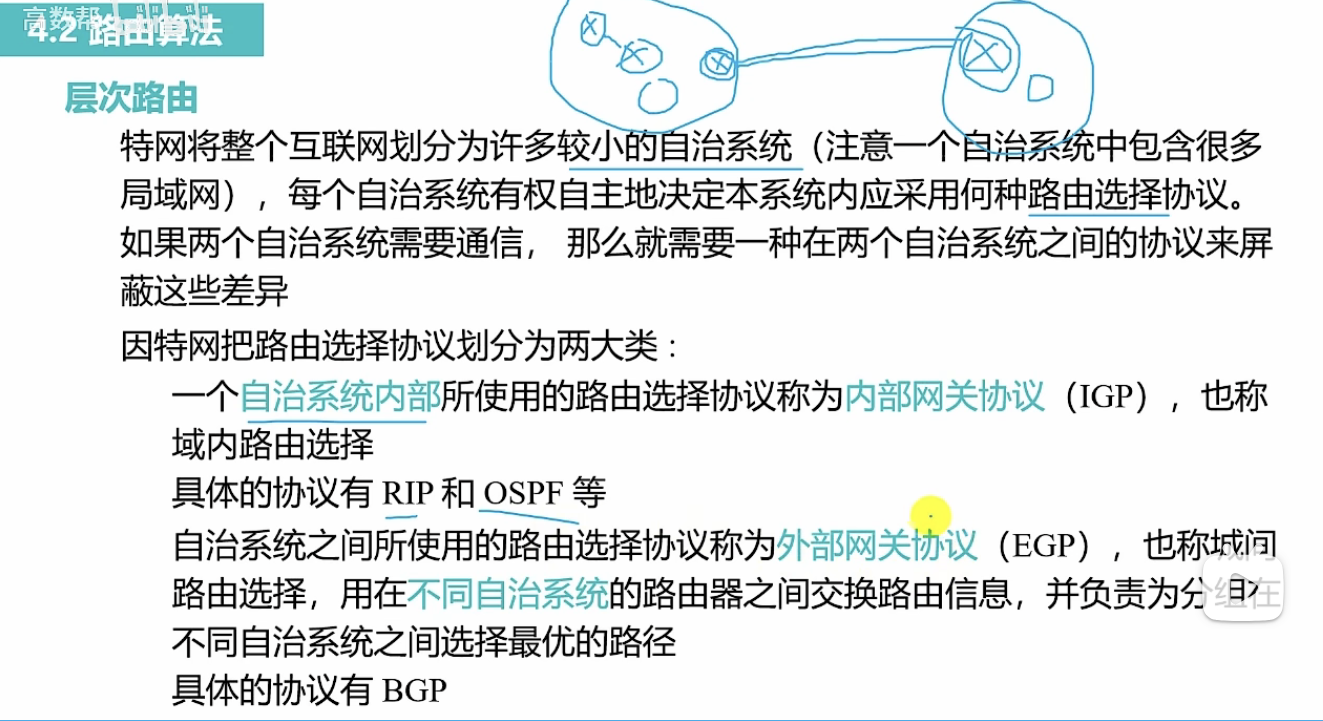 高数帮
4.2 路由算法
层次路由
特网将整个互联网划分为许多较小的自治系统（注意一个自治系统中包含很多
局域网），每个自治系统有权自主地决定本系统内应采用何种路由选择协议。
如果两个自治系统需要通信， 那么就需要一种在两个自治系统之间的协议来屏
蔽这些差异
因特网把路由选择协议划分为两大类：
一个自治系统内部所使用的路由选择协议称为内部网关协议（IGP），也称
域内路由选择
具体的协议有 RIP 和 OSPF 等
自治系统之间所使用的路由选择协议称为外部网关协议（EGP），也称域间
路由选择，用在不同自治系统的路由器之间交换路由信息，并负责为分组在
不同自治系统之间选择最优的路径
具体的协议有 BGP